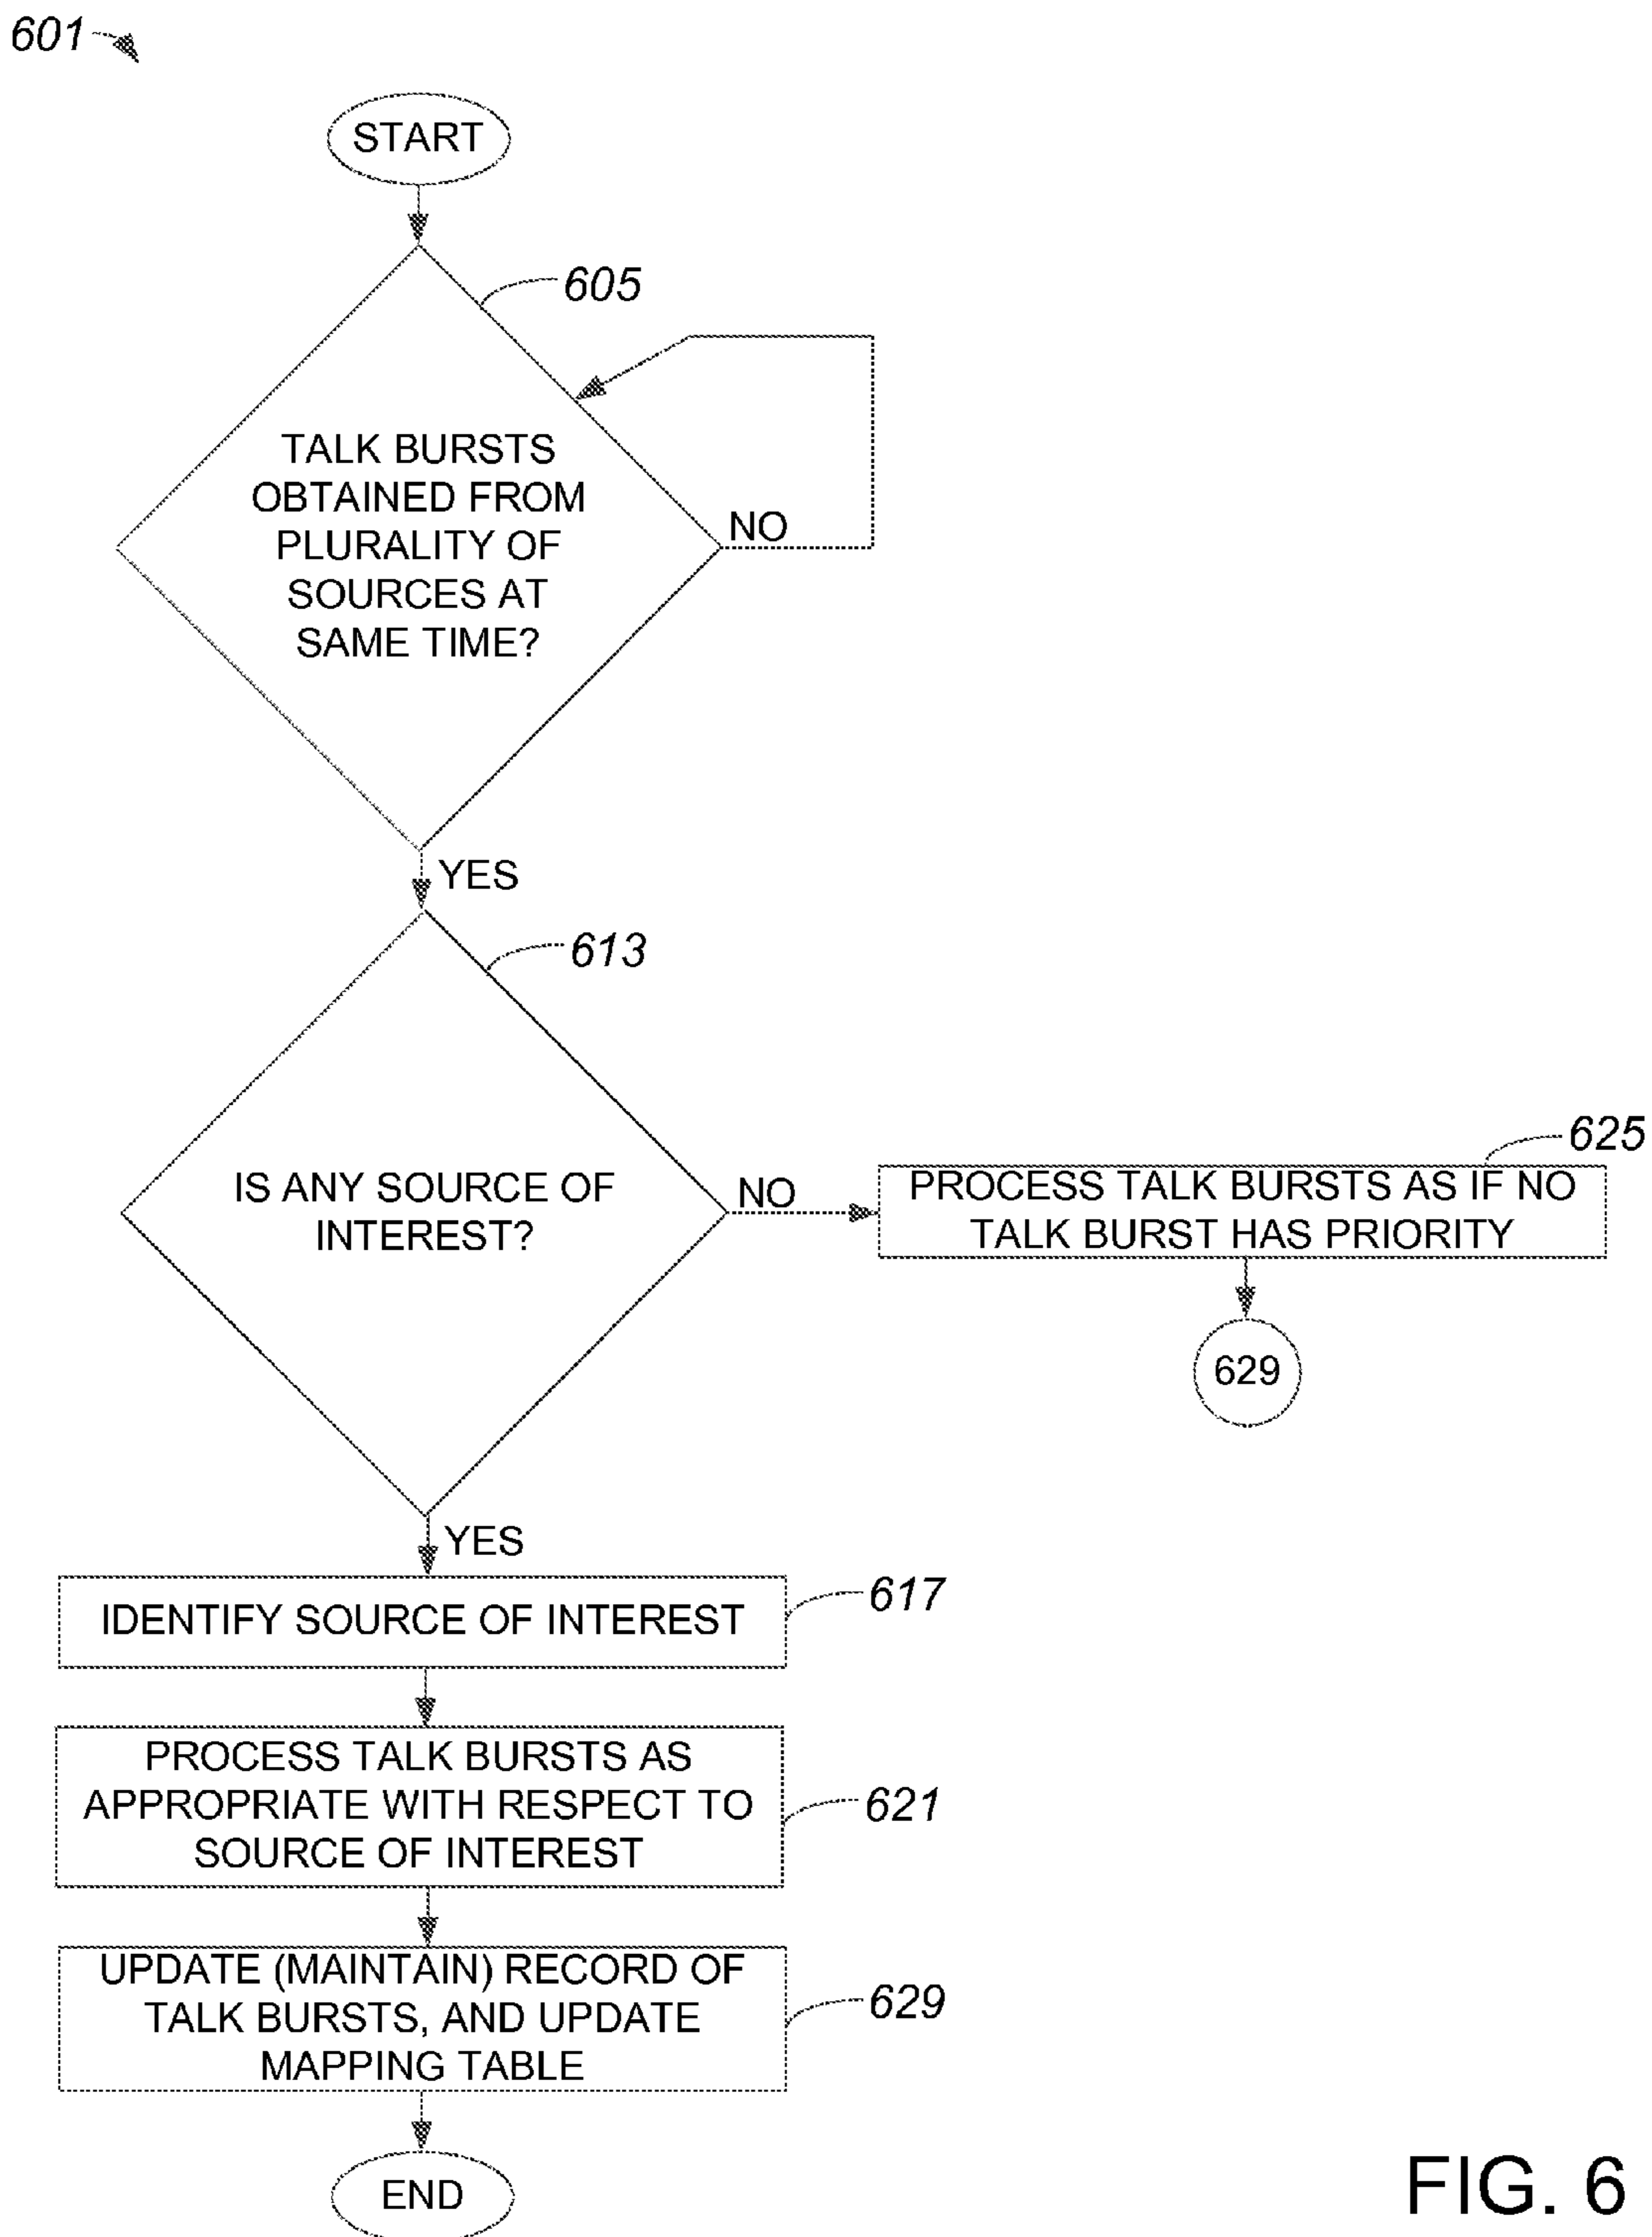 601
START
605
TALK BURSTS
OBTAINED FROM
PLURALITY OF
SOURCES AT
SAME TIME?
NO
YES
613
IS ANY SOURCE OF
INTEREST?
NO
625
PROCESS TALK BURSTS AS IF NO
TALK BURST HAS PRIORITY
629
YES
IDENTIFY SOURCE OF INTEREST
617
PROCESS TALK BURSTS AS
APPROPRIATE WITH RESPECT TO
SOURCE OF INTEREST
621
UPDATE (MAINTAIN) RECORD OF
TALK BURSTS, AND UPDATE
MAPPING TABLE
629
END
FIG. 6